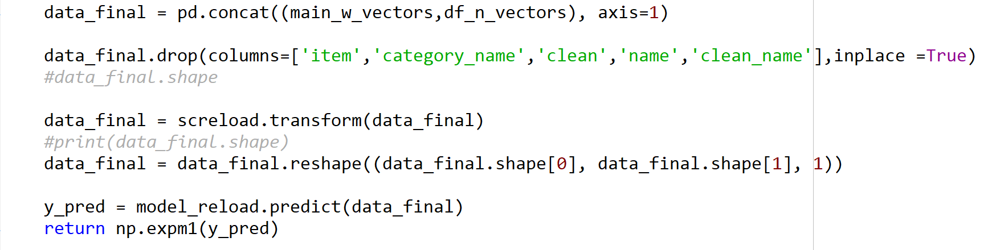 data_final = pd.concat((main_w_vectors,df_n_vectors), axis=1)
data_final.drop(columns=['item','category_name','clean','name','clean_name'],inplace =True)
#data_final.shape
data_final = screload.transform(data_final)
#print(data_final.shape)
data_final = data_final.reshape((data_final.shape[0], data_final.shape[1], 1))
y_pred = model_reload.predict(data_final)
return np.expm1(y_pred)